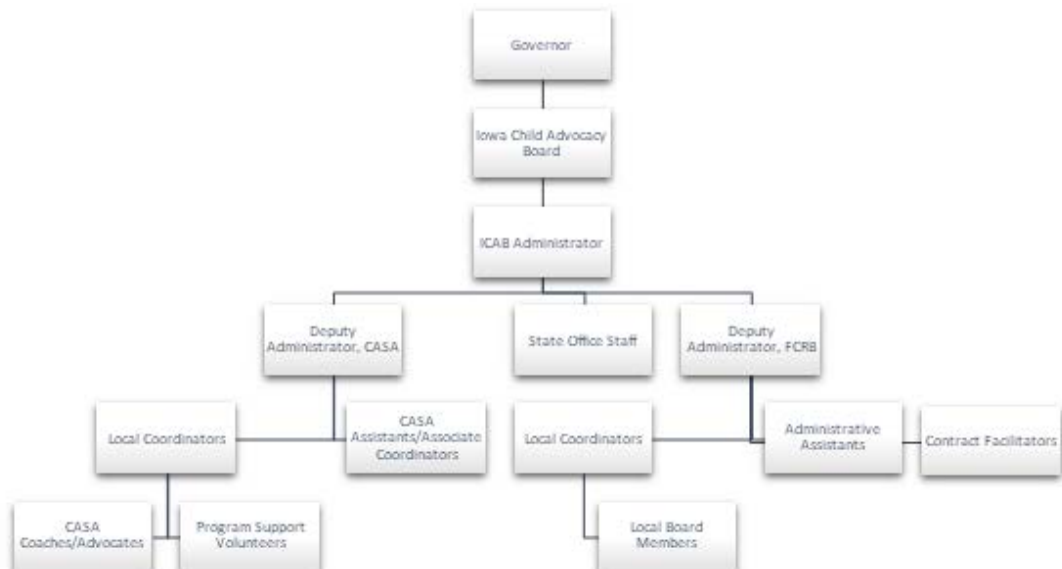 Governor
Iowa Child Advocacy
Board
ICAB Administrator
Deputy
Administrator, CASA
State Office Staff
Deputy
Administrator, FCRB
Local Coordinators
CASA
Assistants/Associate
Coordinators
Local Coordinators
Administrative
Assistants
Contract Facilitators
CASA
Coaches/Advocates
Program Support
Volunteers
Local Board
Members